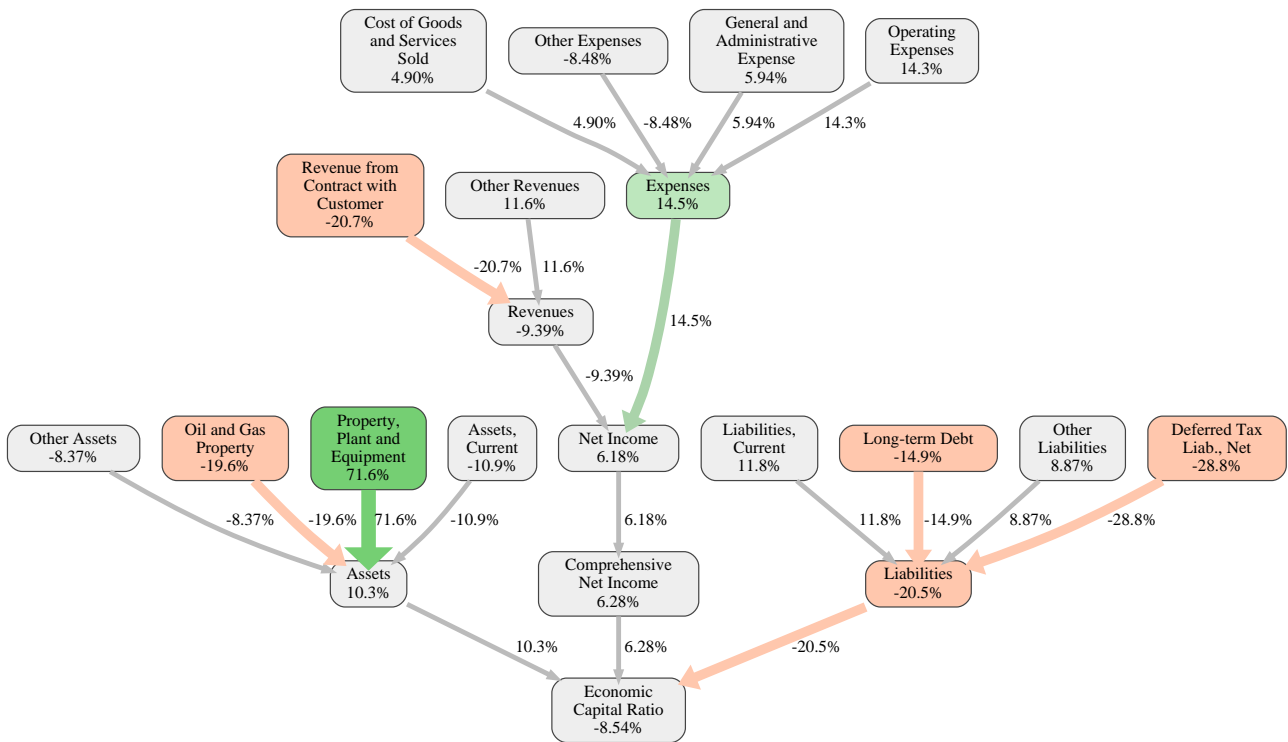 Cost of Goods
and Services
Sold
4.90%
Other Expenses
-8.48%
General and
Administrative
Expense
5.94%
Operating
Expenses
14.3%
4.90%
-8.48%
5.94%
14.3%
Revenue from
Contract with
Customer
-20.7%
Other Revenues
11.6%
Expenses
14.5%
-20.7%
11.6%
Revenues
-9.39%
14.5%
-9.39%
Other Assets
-8.37%
Oil and Gas
Property
-19.6%
Property,
Plant and
Equipment
71.6%
Assets,
Current
-10.9%
Net Income
6.18%
Liabilities,
Current
11.8%
Long-term Debt
-14.9%
Other
Liabilities
8.87%
Deferred Tax
Liab., Net
-28.8%
-8.37%
-19.6%
71.6%
-10.9%
6.18%
11.8%
-14.9%
8.87%
-28.8%
Assets
10.3%
Comprehensive
Net Income
6.28%
Liabilities
-20.5%
10.3%
6.28%
-20.5%
Economic
Capital Ratio
-8.54%